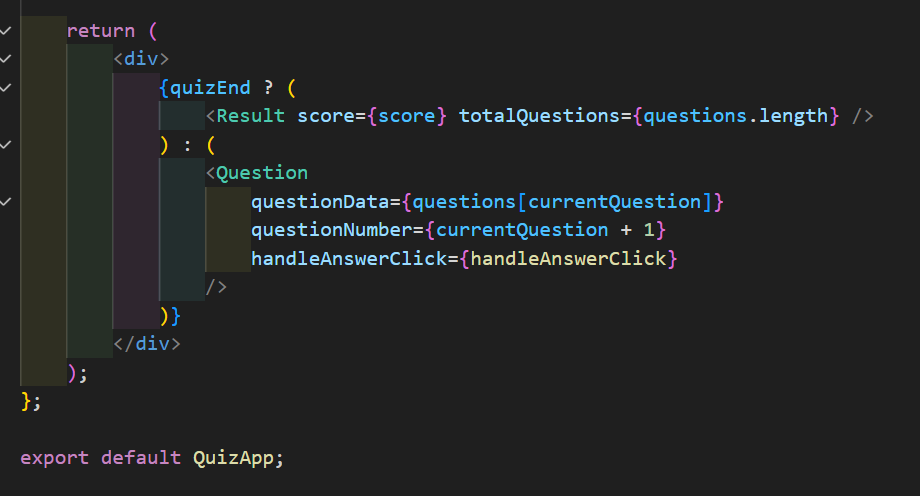 return (
<div>
{quizEnd ? (
<Result score={score} totalQuestions={questions.length} />
) : (
<Question
questionData={questions[currentQuestion]}
questionNumber={currentQuestion + 1}
handleAnswerClick={handleAnswerClick}
/>
)}
</div>
);
};
export default QuizApp;